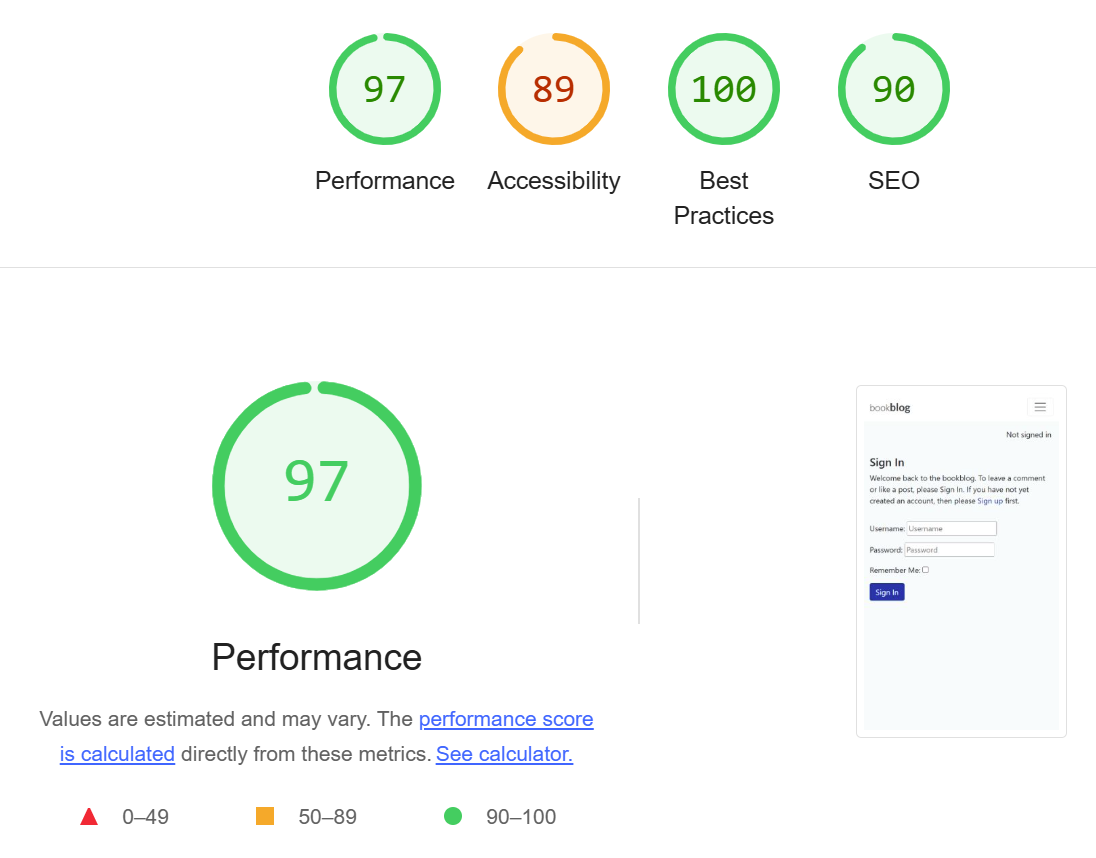 97
89
100
90
Performance
Accessibility
Best
Practices
SEO
97
Performance
Values are estimated and may vary. The performance score
is calculated directly from these metrics. See calculator.
0–49
50–89
90–100
bookblog
Not signed in
Sign In
Welcome back to the bookblog. To leave a comment
or like a post, please Sign In. If you have not yet
created an account, then please Sign up first.
Username: Username
Password: Password
Remember Me:
Sign In